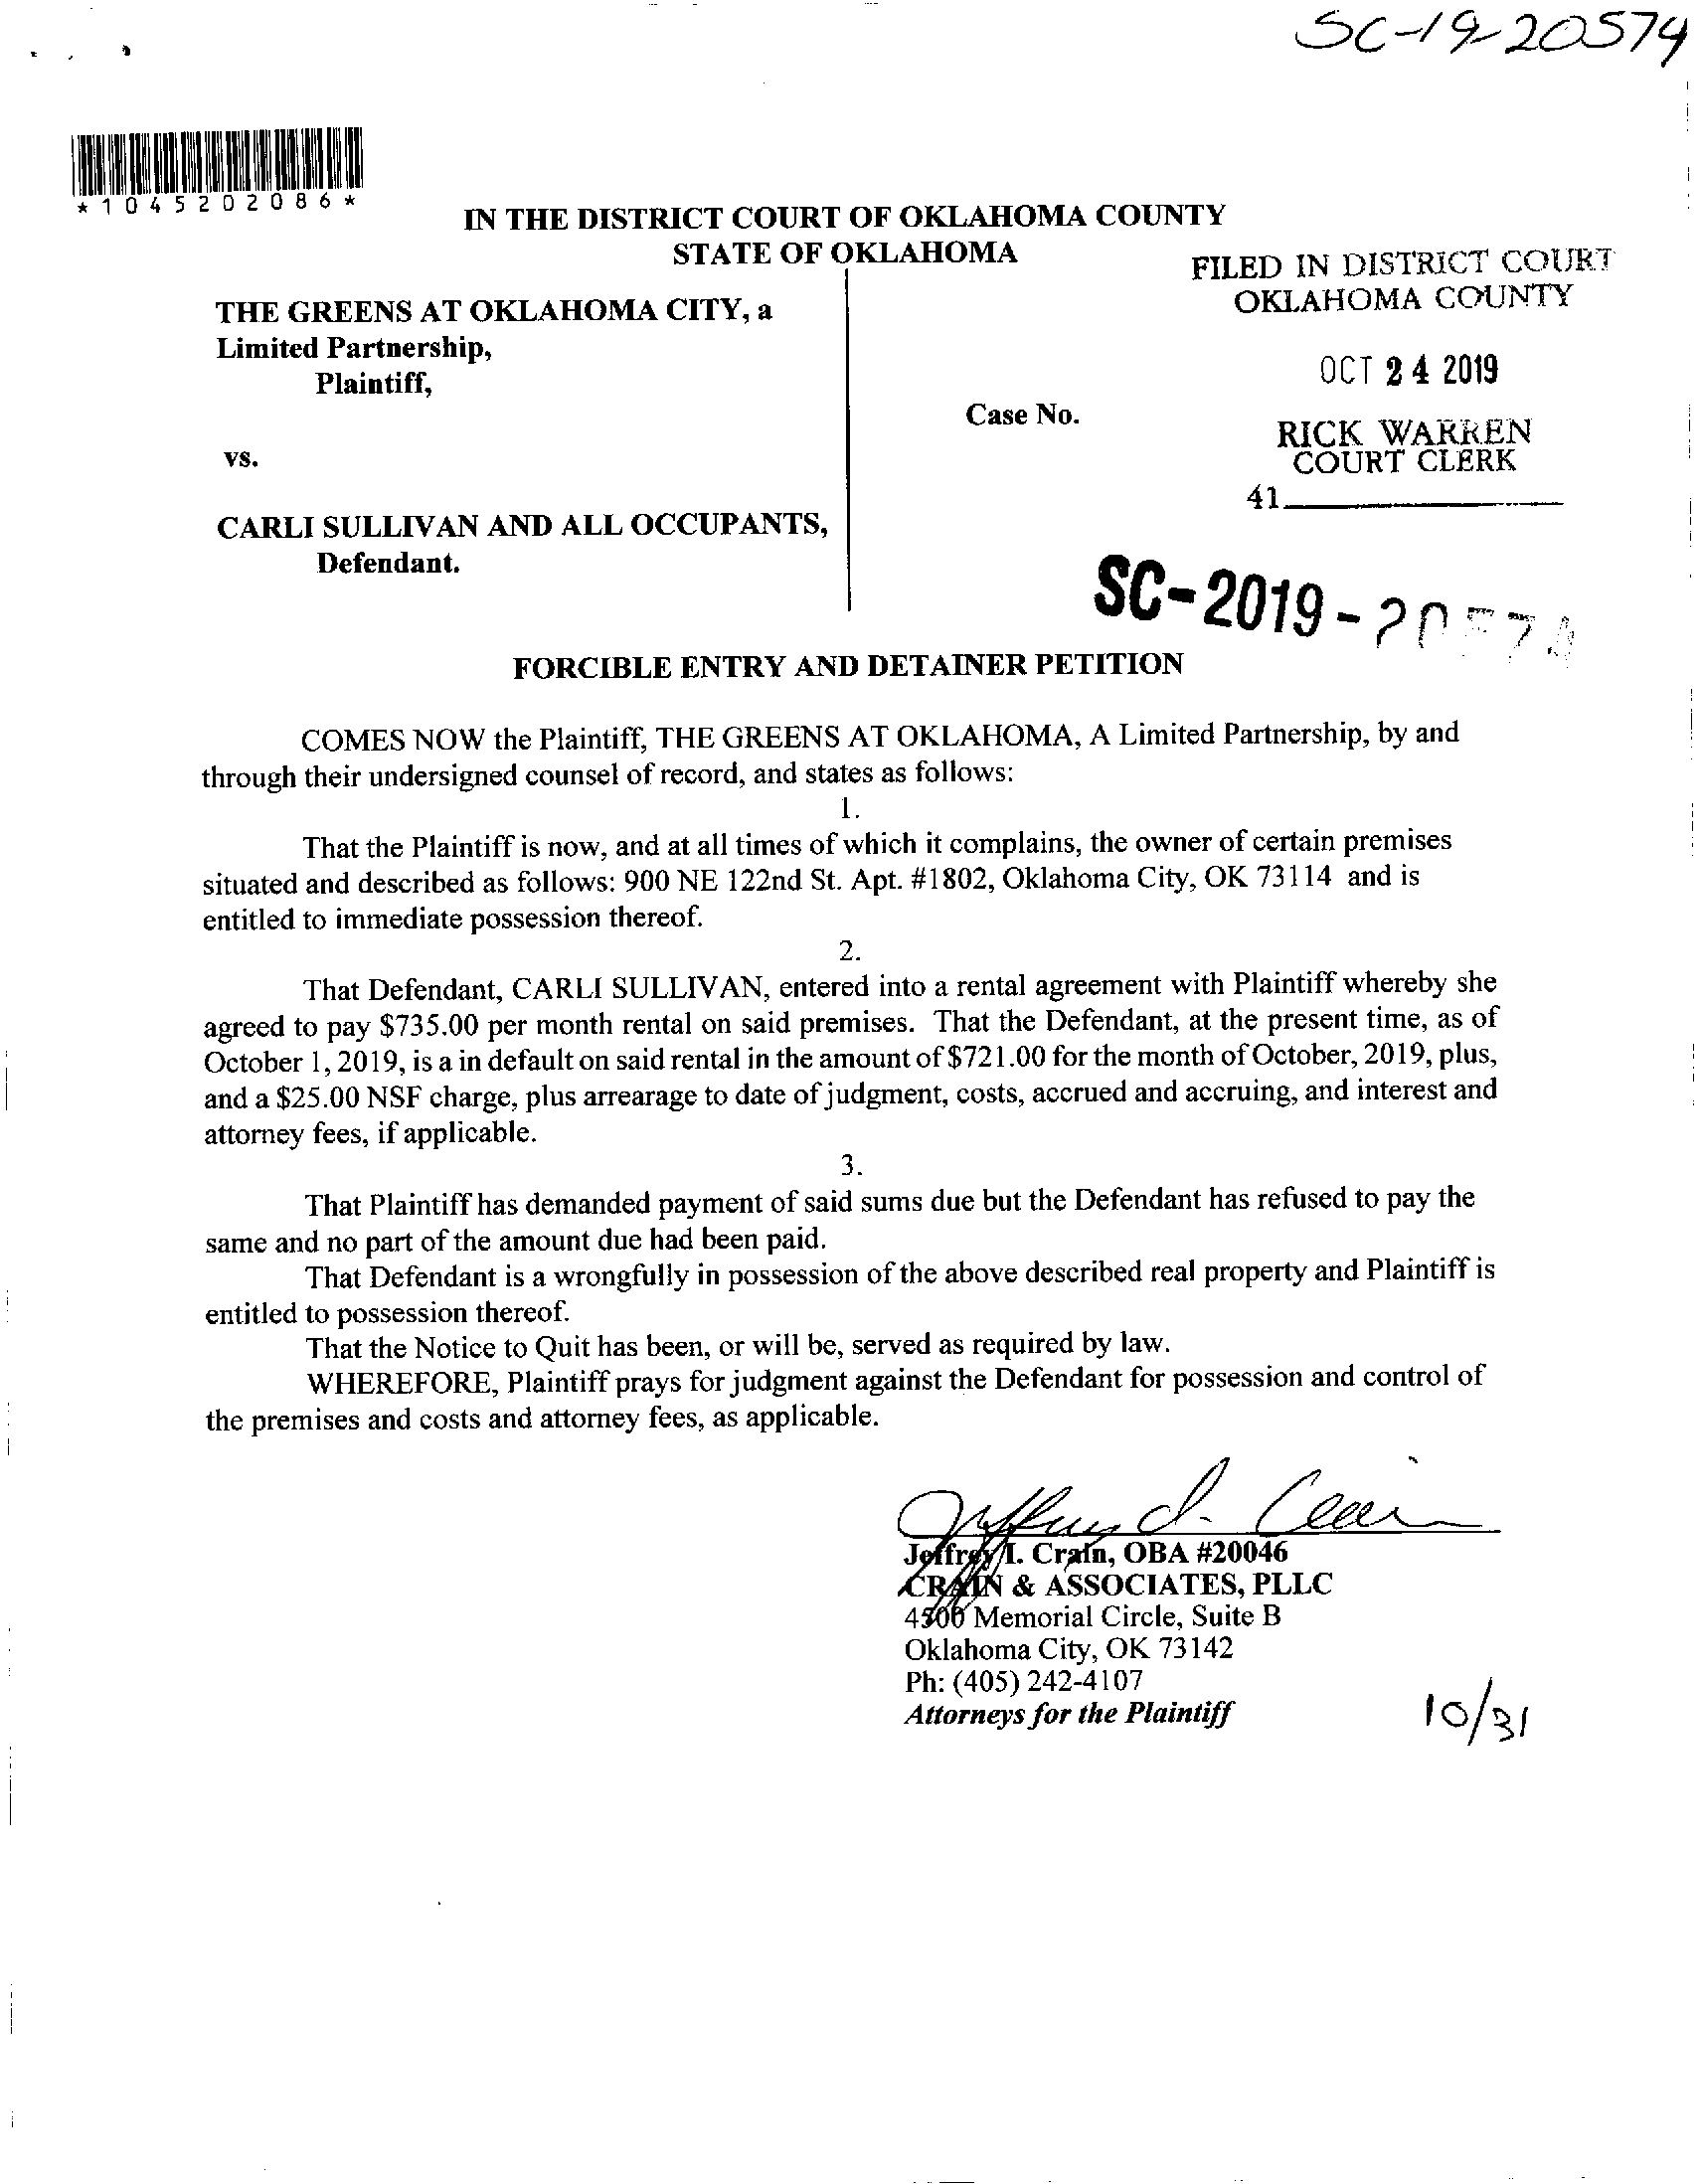 SC-19-20574
*1045202086*
IN THE DISTRICT COURT OF OKLAHOMA COUNTY
STATE OF OKLAHOMA
FILED IN DISTRICT COURT
OKLAHOMA COUNTY
OCT 24 2019
RICK WARREN
COURT CLERK
41
THE GREENS AT OKLAHOMA CITY, a
Limited Partnership,
Plaintiff,
Case No.
vs.
CARLI SULLIVAN AND ALL OCCUPANTS,
Defendant.
SC-2019-20574
FORCIBLE ENTRY AND DETAINER PETITION
COMES NOW the Plaintiff, THE GREENS AT OKLAHOMA, A Limited Partnership, by and
through their undersigned counsel of record, and states as follows:
1.
That the Plaintiff is now, and at all times of which it complains, the owner of certain premises
situated and described as follows: 900 NE 122nd St. Apt. #1802, Oklahoma City, OK 73114 and is
entitled to immediate possession thereof.
2.
That Defendant, CARLI SULLIVAN, entered into a rental agreement with Plaintiff whereby she
agreed to pay $735.00 per month rental on said premises. That the Defendant, at the present time, as of
October 1, 2019, is a in default on said rental in the amount of $721.00 for the month of October, 2019, plus,
and a $25.00 NSF charge, plus arrearage to date of judgment, costs, accrued and accruing, and interest and
attorney fees, if applicable.
3.
That Plaintiff has demanded payment of said sums due but the Defendant has refused to pay the
same and no part of the amount due had been paid.
That Defendant is a wrongfully in possession of the above described real property and Plaintiff is
entitled to possession thereof.
That the Notice to Quit has been, or will be, served as required by law.
WHEREFORE, Plaintiff prays for judgment against the Defendant for possession and control of
the premises and costs and attorney fees, as applicable.
Jeffrey I. Crain, OBA #20046
CRAIN & ASSOCIATES, PLLC
4500 Memorial Circle, Suite B
Oklahoma City, OK 73142
Ph: (405) 242-4107
Attorneys for the Plaintiff
10/31